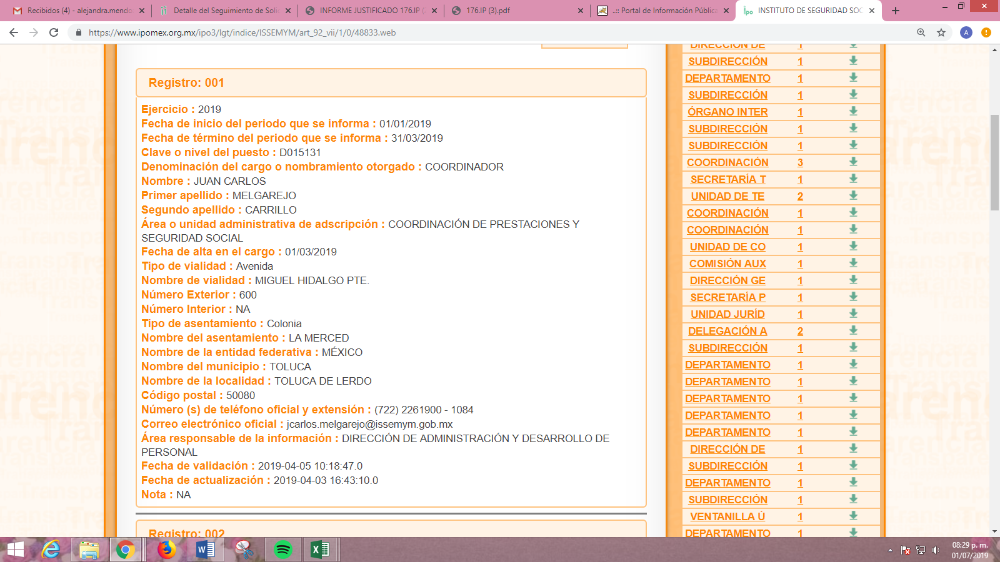 Recibidos (4) - alejandra.mendo
Detalle del Seguimiento de Solic
INFORME JUSTIFICADO 176.IP (
176.IP (3).pdf
..:: Portal de Información Pública
INSTITUTO DE SEGURIDAD SOC
https://www.ipomex.org.mx/ipo3/lgt/indice/ISSEMYM/art_92_vii/1/0/48833.web
A
Registro: 001
Ejercicio : 2019
Fecha de inicio del periodo que se informa : 01/01/2019
Fecha de término del periodo que se informa : 31/03/2019
Clave o nivel del puesto : D015131
Denominación del cargo o nombramiento otorgado : COORDINADOR
Nombre : JUAN CARLOS
Primer apellido : MELGAREJO
Segundo apellido : CARRILLO
Área o unidad administrativa de adscripción : COORDINACIÓN DE PRESTACIONES Y
SEGURIDAD SOCIAL
Fecha de alta en el cargo : 01/03/2019
Tipo de vialidad : Avenida
Nombre de vialidad : MIGUEL HIDALGO PTE.
Número Exterior : 600
Número Interior : NA
Tipo de asentamiento : Colonia
Nombre del asentamiento : LA MERCED
Nombre de la entidad federativa : MÉXICO
Nombre del municipio : TOLUCA
Nombre de la localidad : TOLUCA DE LERDO
Código postal : 50080
Número (s) de teléfono oficial y extensión : (722) 2261900 - 1084
Correo electrónico oficial : jcarlos.melgarejo@issemym.gob.mx
Área responsable de la información : DIRECCIÓN DE ADMINISTRACIÓN Y DESARROLLO DE
PERSONAL
Fecha de validación : 2019-04-05 10:18:47.0
Fecha de actualización : 2019-04-03 16:43:10.0
Nota : NA
Registro: 002
DIRECCIÓN DE 1
SUBDIRECCIÓN 1
DEPARTAMENTO 1
SUBDIRECCIÓN 1
ÓRGANO INTER 1
SUBDIRECCIÓN 1
SUBDIRECCIÓN 1
COORDINACIÓN 3
SECRETARÍA T 1
UNIDAD DE TE 2
COORDINACIÓN 1
COORDINACIÓN 1
UNIDAD DE CO 1
COMISIÓN AUX 1
DIRECCIÓN GE 1
SECRETARÍA P 1
UNIDAD JURÍD 1
DELEGACIÓN A 2
SUBDIRECCIÓN 1
DEPARTAMENTO 1
DEPARTAMENTO 1
DEPARTAMENTO 1
DEPARTAMENTO 1
DEPARTAMENTO 1
DIRECCIÓN DE 1
SUBDIRECCIÓN 1
DEPARTAMENTO 1
SUBDIRECCIÓN 1
VENTANILLA Ú 1
DEPARTAMENTO 1
08:29 p. m.
01/07/2019